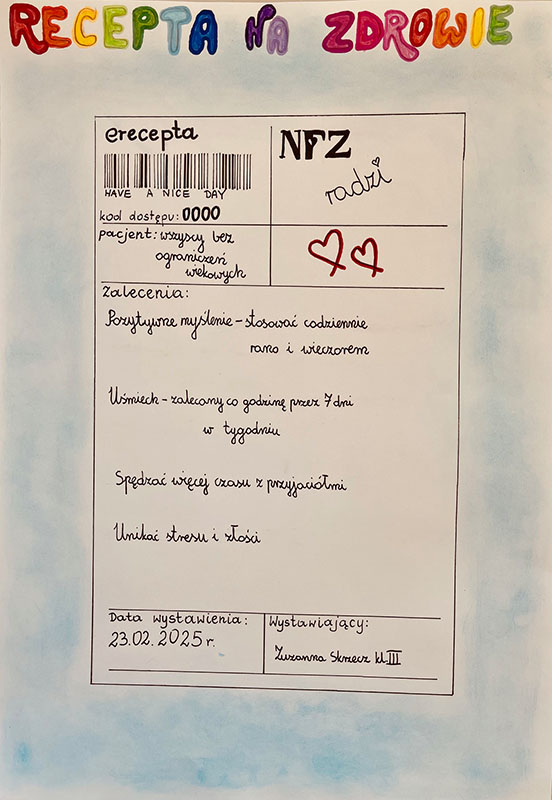 RECEPTA NA ZDROWIE
erecepta
HAVE A NICE DAY
kod dostępu: 0000
NFZ
radzi
pacjent: wszyscy bez
ograniczeń
wiekowych
Zalecenia:
Pozytywne myślenie – stosować codziennie
rano i wieczorem
Uśmiech – zalecany co godzinę przez 7 dni
w tygodniu
Spędzać więcej czasu z przyjaciółmi
Unikać stresu i złości
Data wystawienia:
23.02.2025 r.
Wystawiający:
Zuzanna Skrzecz kl. III